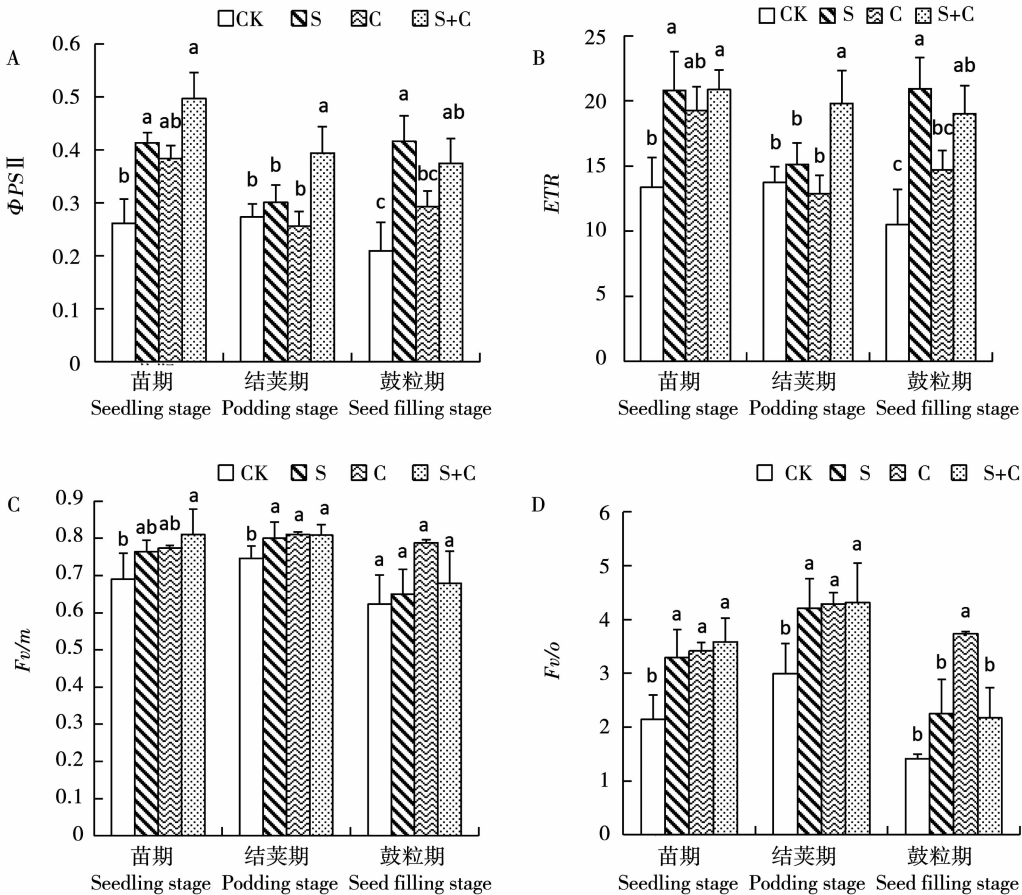 CK S C S+C
A
0.6
0.5
0.4
0.3
0.2
0.1
0
Φ PS Ⅱ
b a ab a
b b b a
c a bc ab
苗期 结荚期 鼓粒期
Seedling stage Podding stage Seed filling stage
CK S C S+C
B
25
20
15
10
5
0
ETR
b a ab a
b b b a
c a bc ab
苗期 结荚期 鼓粒期
Seedling stage Podding stage Seed filling stage
CK S C S+C
C
0.9
0.8
0.7
0.6
0.5
0.4
0.3
0.2
0.1
0
Fv/m
b ab ab a
b a a a
a a a a
苗期 结荚期 鼓粒期
Seedling stage Podding stage Seed filling stage
CK S C S+C
D
6
5
4
3
2
1
0
Fv/o
b a a a
b a a a
b b a b
苗期 结荚期 鼓粒期
Seedling stage Podding stage Seed filling stage